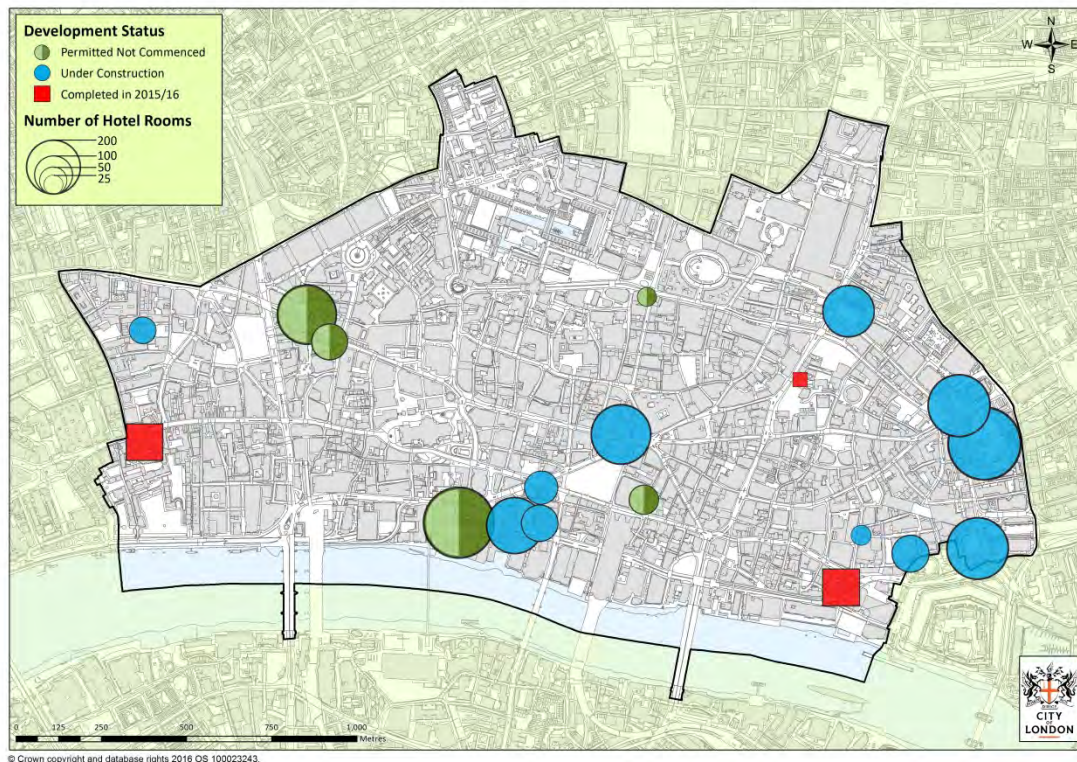 Development Status
Permitted Not Commenced
Under Construction
Completed in 2015/16
Number of Hotel Rooms
200
100
50
25
N
W E
S
0 125 250 500 750 1,000
Metres
CITY
OF
LONDON
© Crown copyright and database rights 2016 OS 100023243.